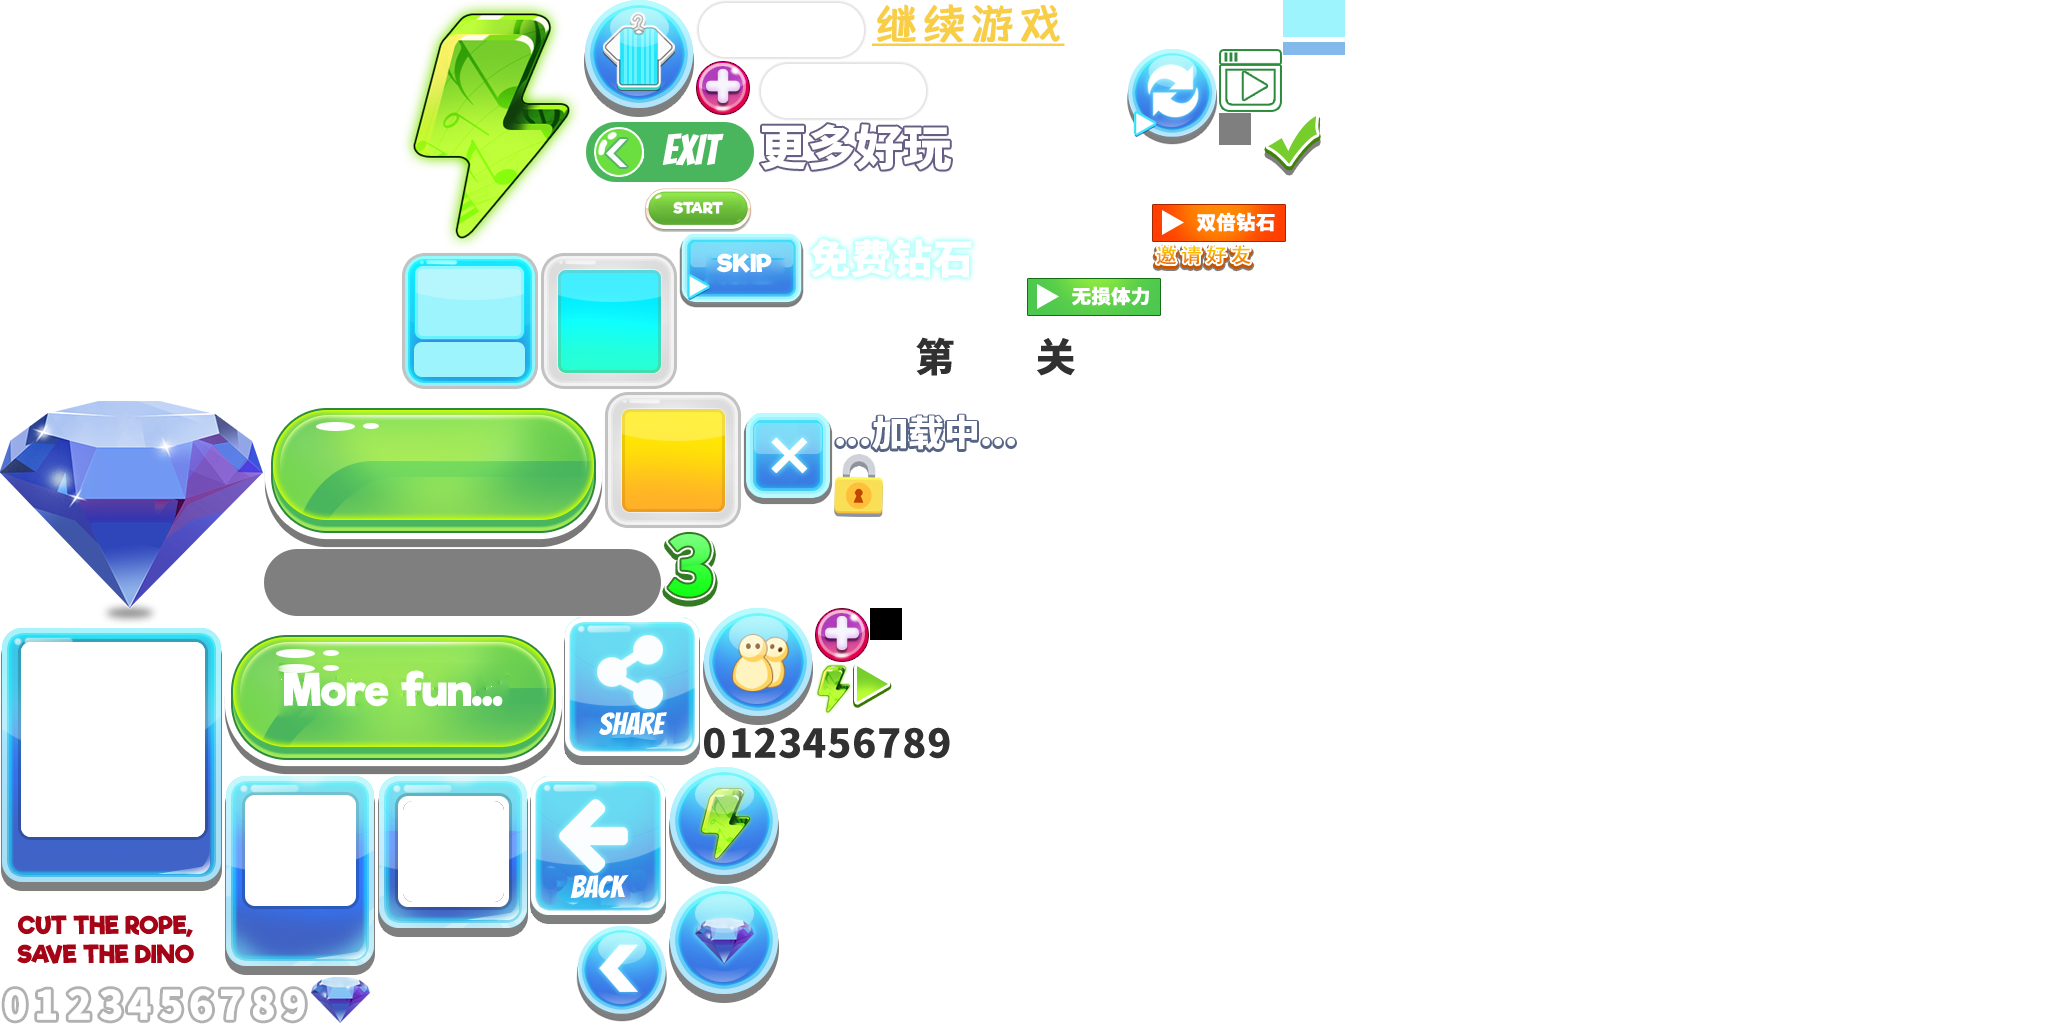 继续游戏
EXIT
更多好玩
START
双倍钻石
SKIP
免费钻石
邀请好友
无损体力
第 关
...加载中...
3
More fun...
SHARE
0123456789
BACK
CUT THE ROPE,
SAVE THE DINO
0123456789